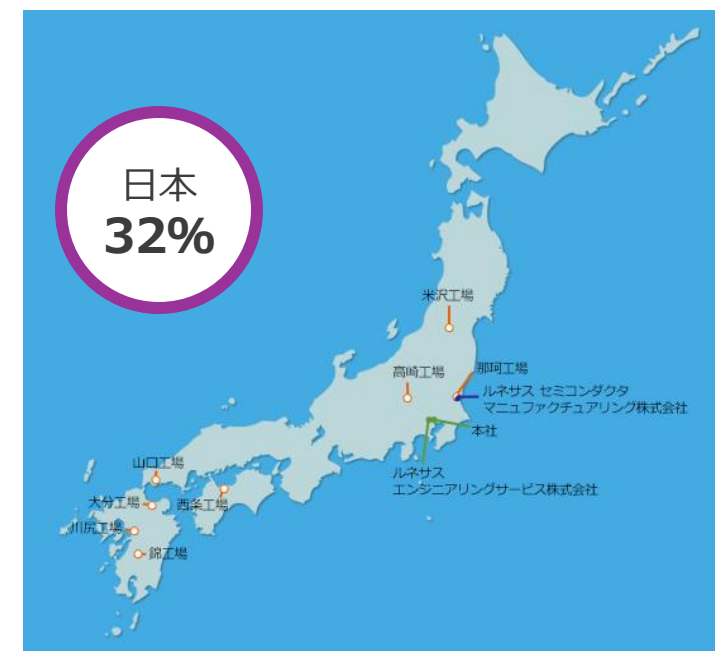 日本
32%
米沢工場
高崎工場
那珂工場
ルネサス セミコンダクタ
マニュファクチュアリング株式会社
本社
ルネサス
エンジニアリングサービス株式会社
山口工場
大分工場
西条工場
川尻工場
錦工場